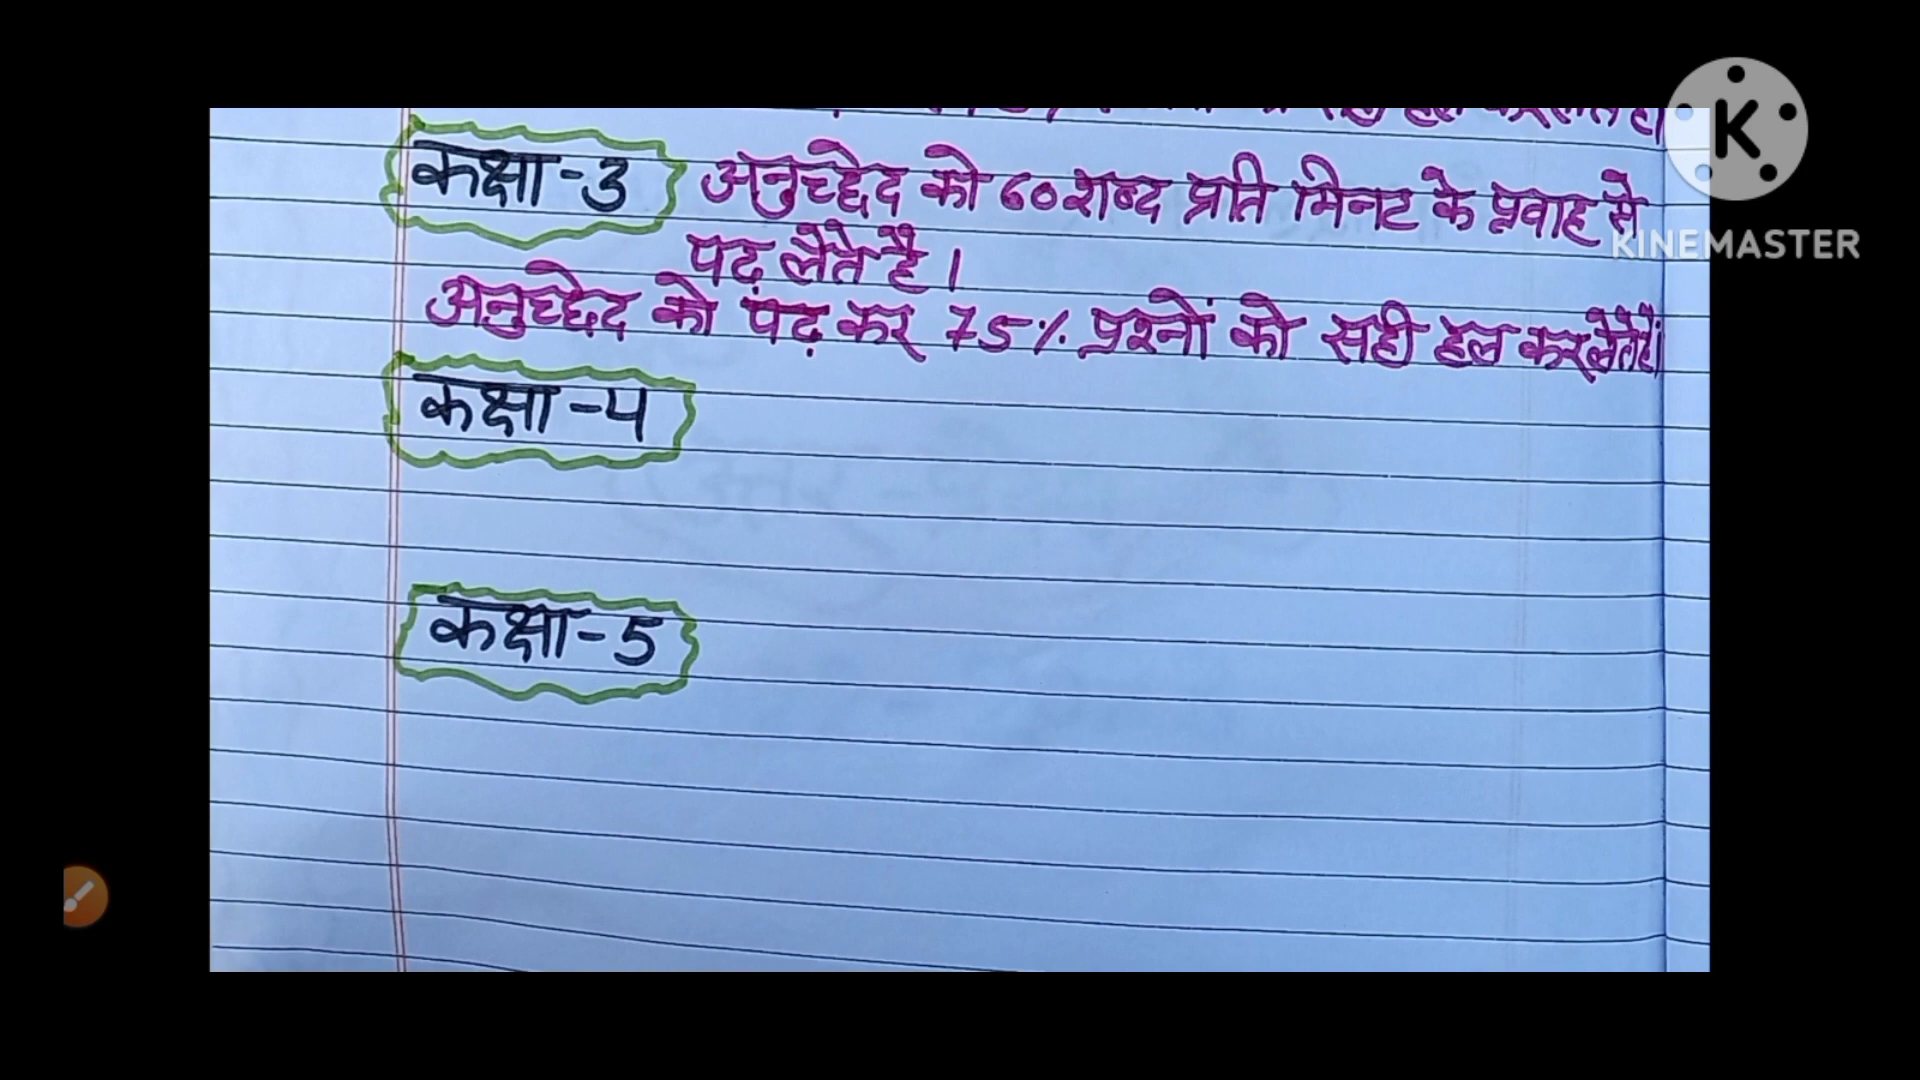 कक्षा-3 अनुच्छेद को 60 शब्द प्रति मिनट के प्रवाह से
पढ़ लेते है।
अनुच्छेद को पढ़ कर 75% प्रश्नों को सही हल कर लेते हैं।
कक्षा-4
कक्षा-5
K
KINEMASTER